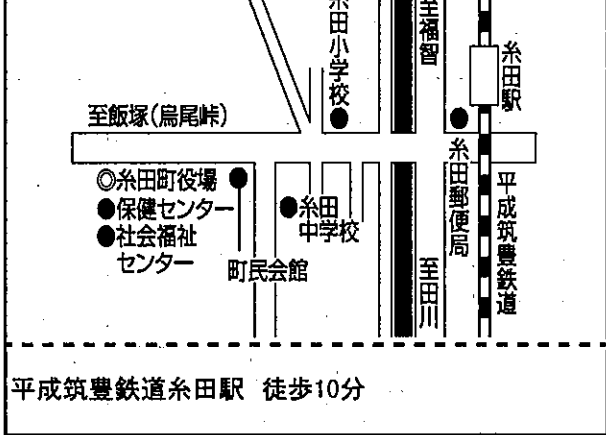 糸田小学校
至福智
糸田駅
至飯塚(烏尾峠)
◎糸田町役場
●保健センター
●社会福祉
センター
町民会館
糸田
中学校
糸田郵便局
平成筑豊鉄道
至田川
平成筑豊鉄道糸田駅 徒歩10分